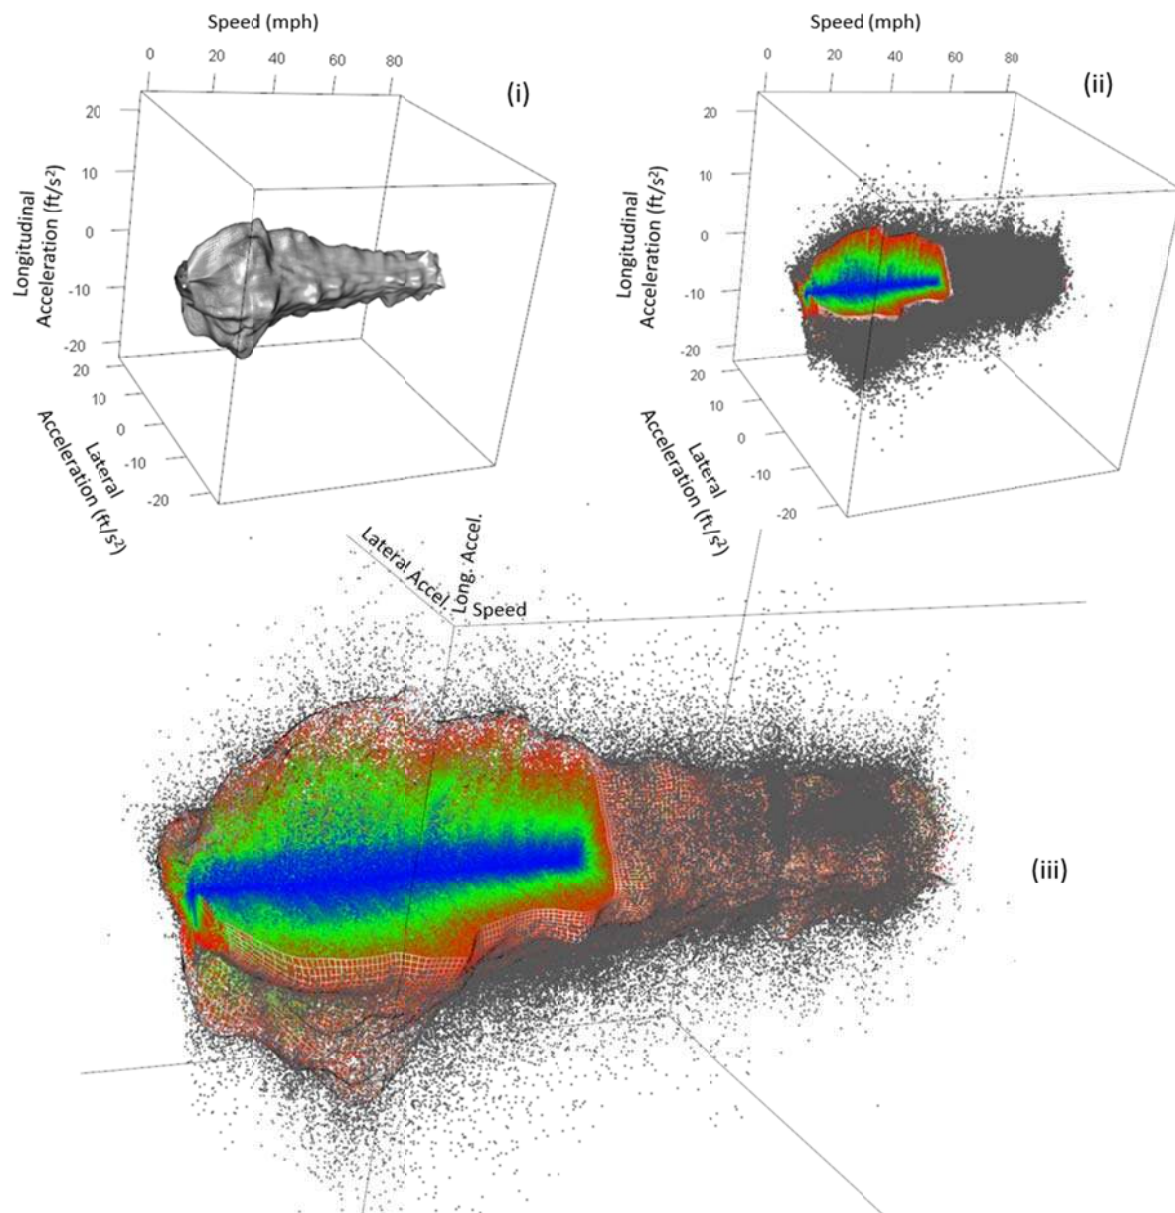 Speed (mph)
0 20 40 60 80
(i)
20
10
0
-10
-20
Longitudinal
Acceleration (ft/s²)
20
10
0
-10
-20
Lateral
Acceleration (ft/s²)
Speed (mph)
0 20 40 60 80
(ii)
20
10
0
-10
-20
Longitudinal
Acceleration (ft/s²)
20
10
0
-10
-20
Lateral
Acceleration (ft/s²)
Lateral Accel.
Long. Accel.
Speed
(iii)